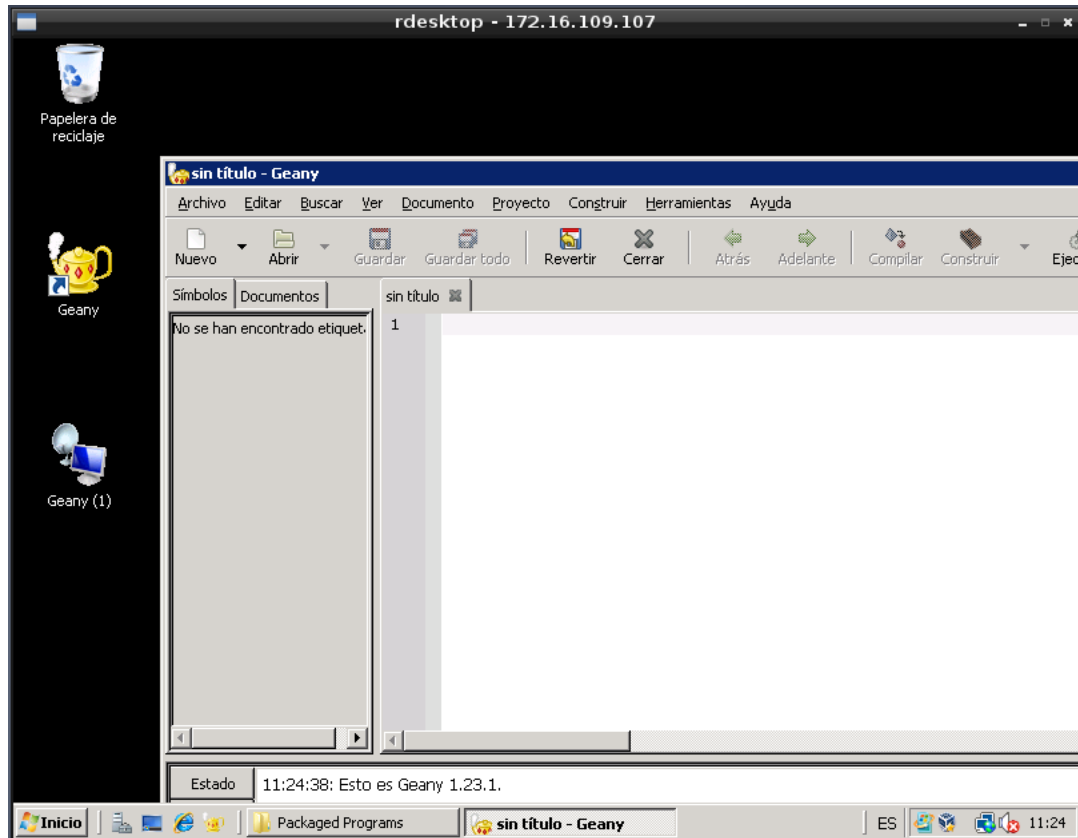 rdesktop - 172.16.109.107
Papelera de
reciclaje
Geany
Geany (1)
sin título - Geany
Archivo Editar Buscar Ver Documento Proyecto Construir Herramientas Ayuda
Nuevo Abrir Guardar Guardar todo Revertir Cerrar Atrás Adelante Compilar Construir Ejec
Símbolos Documentos sin título
No se han encontrado etiquet
1
Estado 11:24:38: Esto es Geany 1.23.1.
Inicio Packaged Programs sin título - Geany ES 11:24